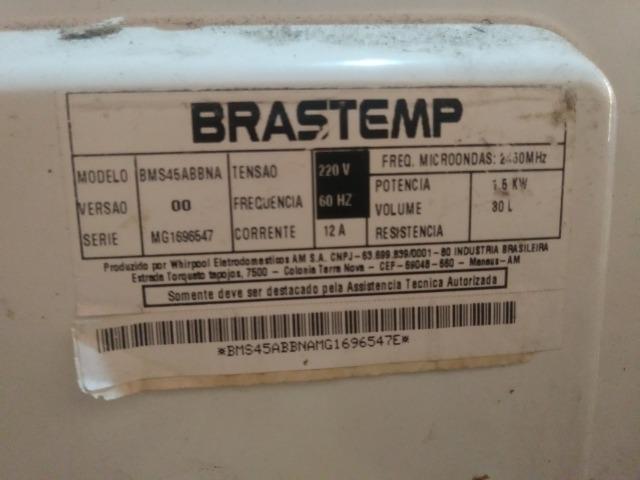 BRASTEMP
MODELO BMS45ABBNA TENSAO 220 V FREQ. MICROONDAS: 2450MHz
VERSAO 00 FREQUENCIA 60 HZ POTENCIA 1.5 KW
SERIE MG1696547 CORRENTE 12 A VOLUME 30 L
RESISTENCIA
Produzido por Whirpool Eletrodomesticos AM S.A. CNPJ - 63.699.839/0001-80 INDUSTRIA BRASILEIRA
Estrada Torquato tapajos, 7500 - Colonia Terra Nova - CEP - 69048-660 - Manaus-AM
Somente deve ser destacado pela Assistencia Tecnica Autorizada
*BMS45ABBNAMG1696547E*